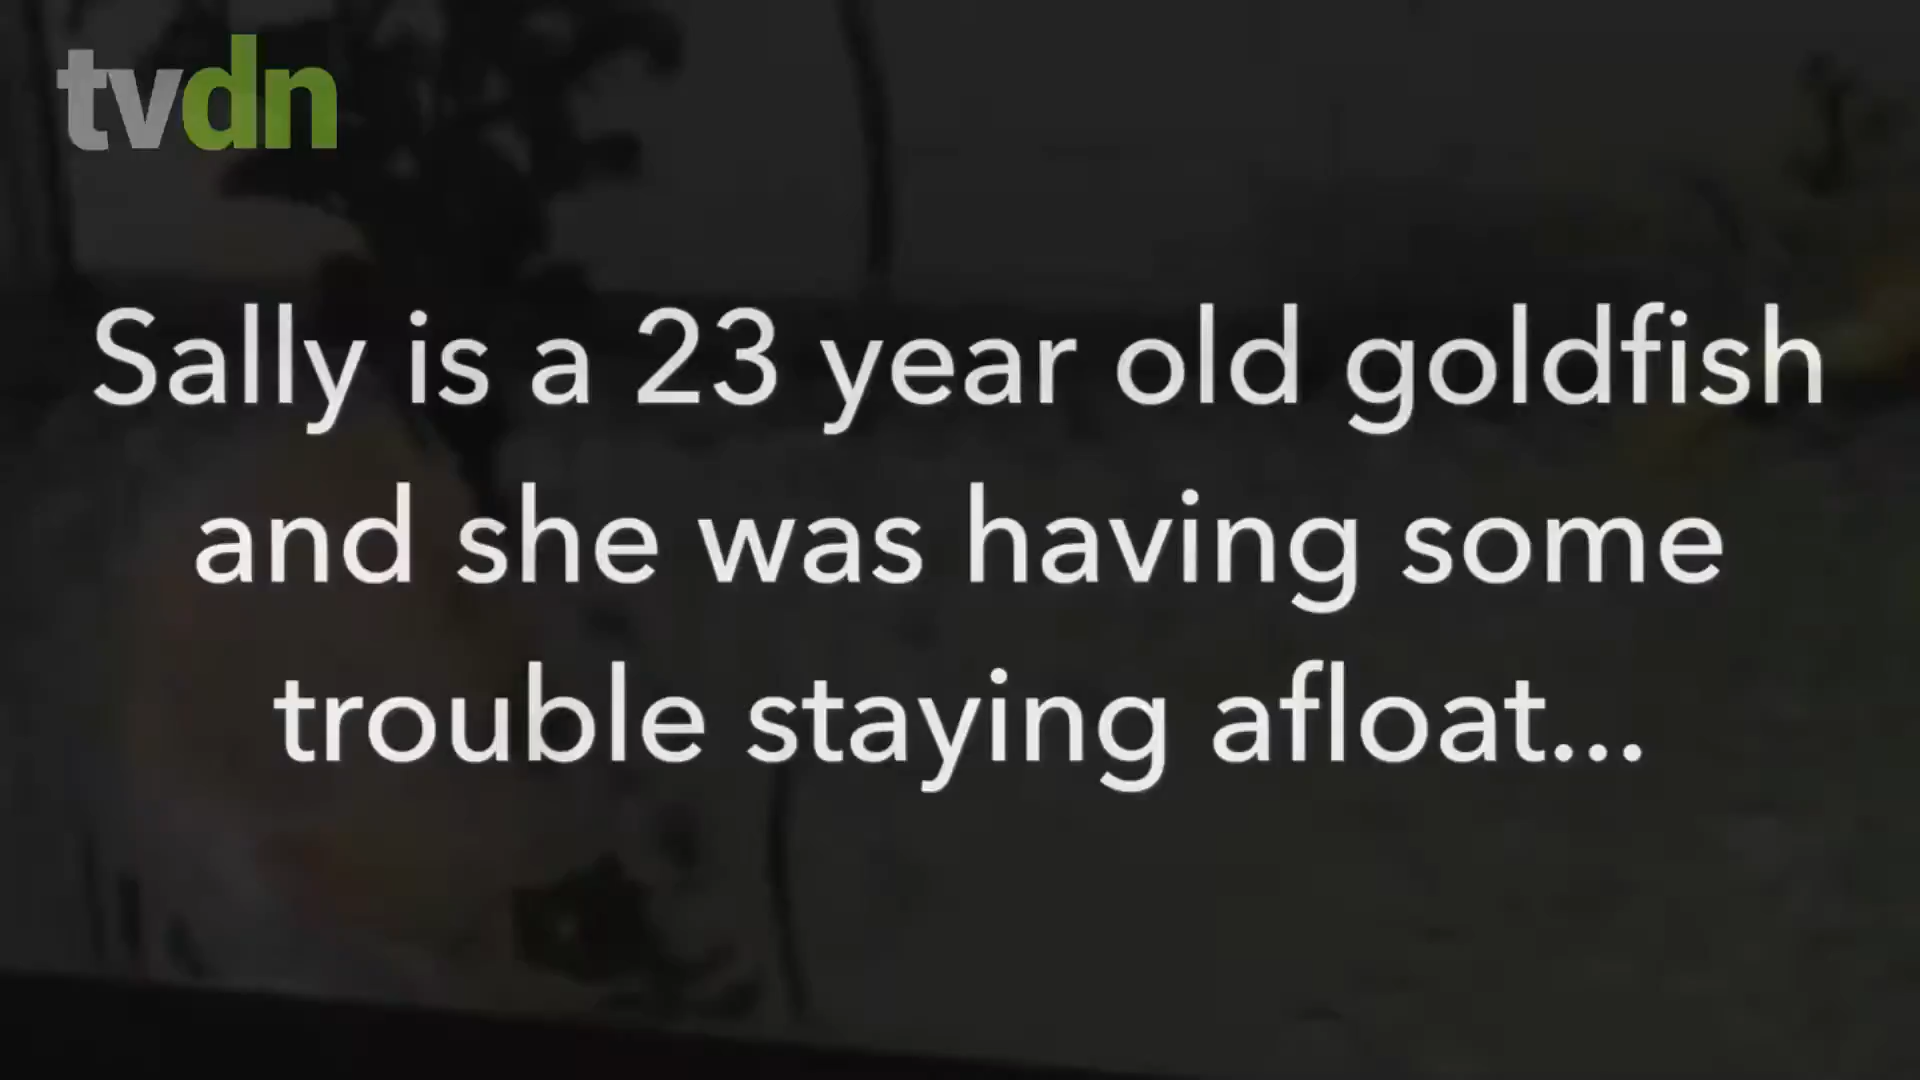 tvdn
Sally is a 23 year old goldfish
and she was having some
trouble staying afloat...